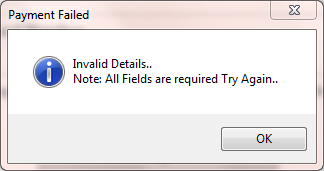 Payment Failed
Invalid Details..
Note: All Fields are required Try Again..
OK